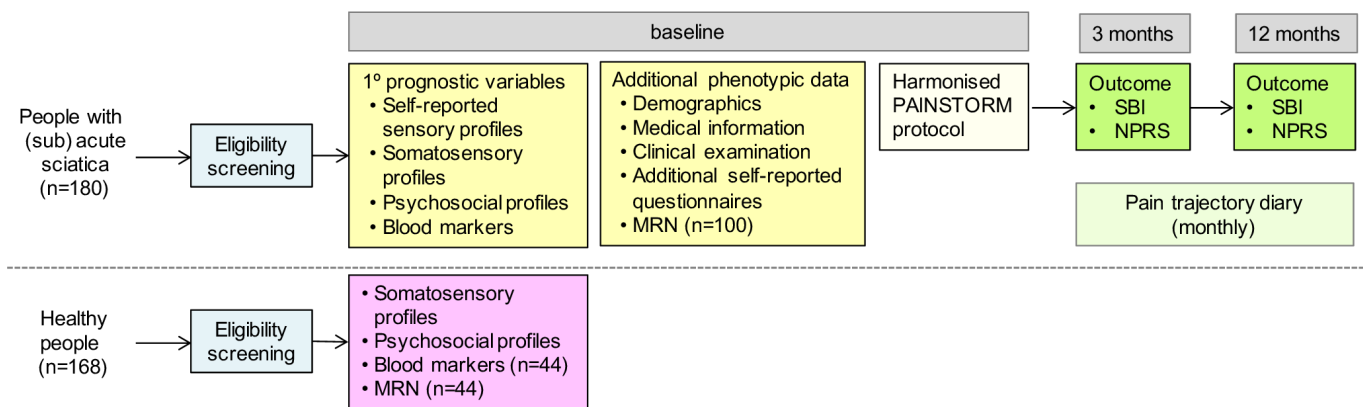 baseline
3 months
12 months
People with
(sub) acute
sciatica
(n=180)
Eligibility
screening
1º prognostic variables
• Self-reported
sensory profiles
• Somatosensory
profiles
• Psychosocial profiles
• Blood markers
Additional phenotypic data
• Demographics
• Medical information
• Clinical examination
• Additional self-reported
questionnaires
• MRN (n=100)
Harmonised
PAINSTORM
protocol
Outcome
• SBI
• NPRS
Outcome
• SBI
• NPRS
Pain trajectory diary
(monthly)
Healthy
people
(n=168)
Eligibility
screening
• Somatosensory
profiles
• Psychosocial profiles
• Blood markers (n=44)
• MRN (n=44)